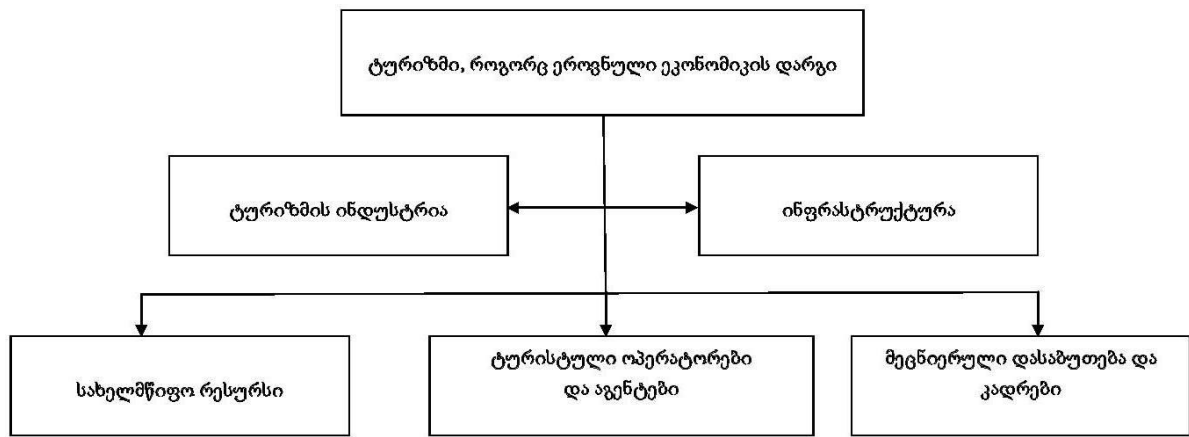 ტურიზმი, როგორც ეროვნული ეკონომიკის დარგი
ტურიზმის ინდუსტრია
ინფრასტრუქტურა
სახელმწიფო რესურსი
ტურისტული ოპერატორები
და აგენტები
მეცნიერული დასაბუთება და
კადრები